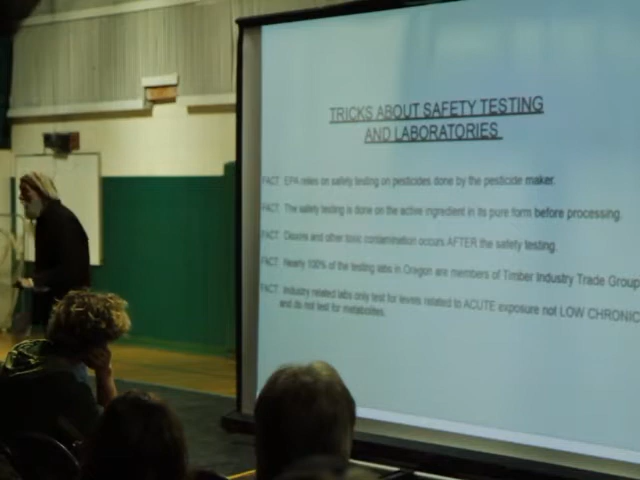 TRICKS ABOUT SAFETY TESTING
AND LABORATORIES
FACT: EPA relies on safety testing on pesticides done by the pesticide maker.
FACT: The safety testing is done on the active ingredient in its pure form before processing.
FACT: Dioxins and other toxic contamination occurs AFTER the safety testing.
FACT: Nearly 100% of the testing labs in Oregon are members of Timber Industry Trade Group
FACT: Industry related labs only test for levels related to ACUTE exposure not LOW CHRONIC
and do not test for metabolites.